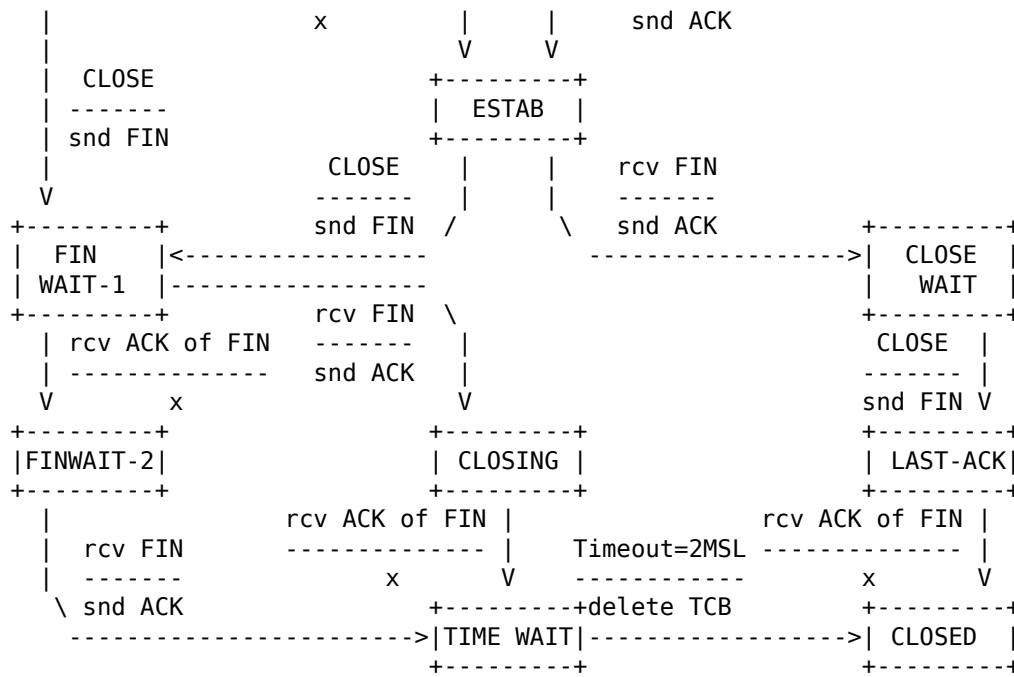 |                  x         |     |     snd ACK
  |                            V     V
  |  CLOSE                   +---------+
  | -------                  |  ESTAB  |
  | snd FIN                  +---------+
  |                   CLOSE    |     |    rcv FIN
  V                  -------   |     |    -------
+---------+          snd FIN  /       \   snd ACK          +---------+
|  FIN    |<-----------------           ------------------>|  CLOSE  |
| WAIT-1  |------------------                              |   WAIT  |
+---------+          rcv FIN  \                            +---------+
  | rcv ACK of FIN   -------   |                            CLOSE  |
  | --------------   snd ACK   |                           ------- |
  V        x                   V                           snd FIN V
+---------+                  +---------+                   +---------+
|FINWAIT-2|                  | CLOSING |                   | LAST-ACK|
+---------+                  +---------+                   +---------+
  |                rcv ACK of FIN |                 rcv ACK of FIN |
  |  rcv FIN       -------------- |    Timeout=2MSL -------------- |
  |  -------              x       V    ------------        x       V
   \ snd ACK                 +---------+delete TCB         +---------+
    ------------------------>|TIME WAIT|------------------>| CLOSED  |
                             +---------+                   +---------+